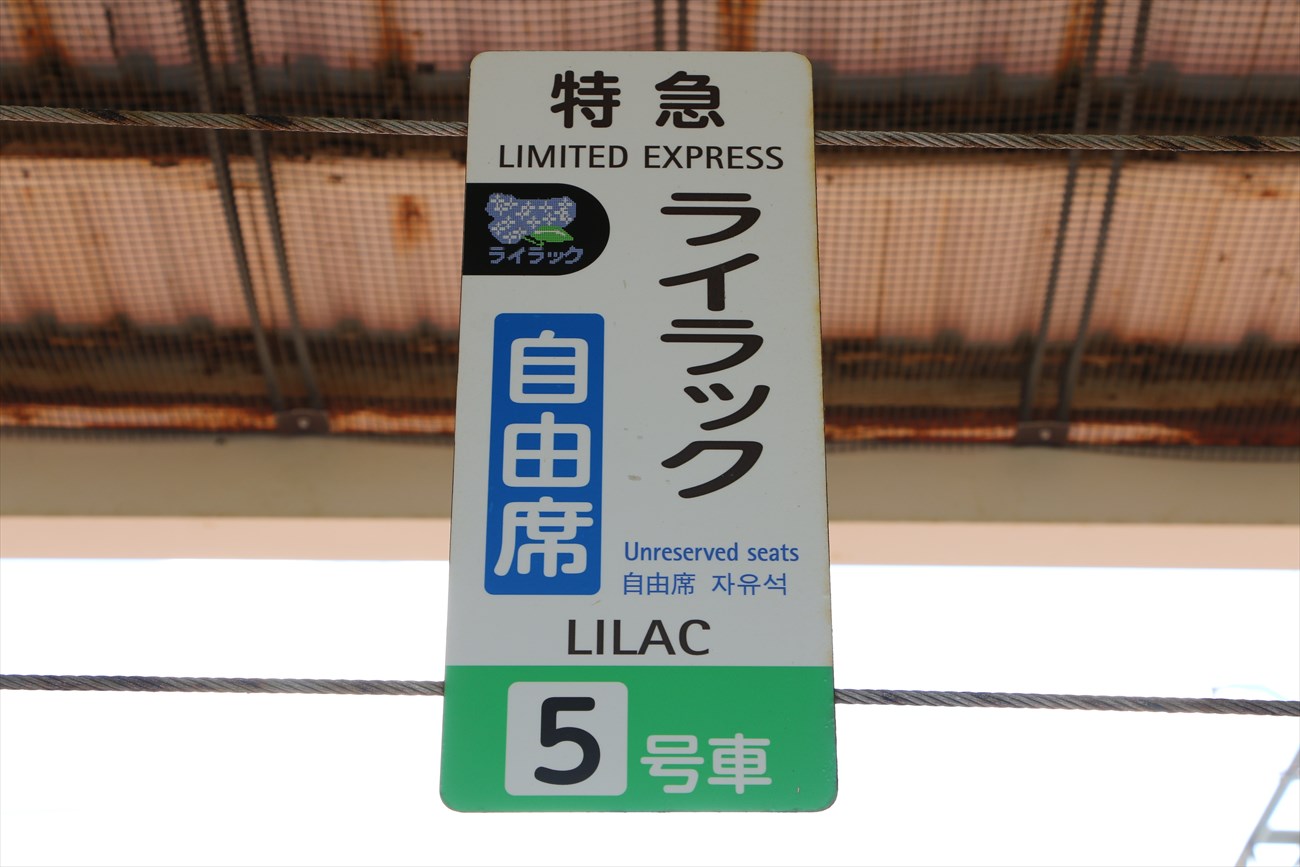 特急
LIMITED EXPRESS
ライラック
ライラック
自由席
Unreserved seats
自由席 자유석
LILAC
5号車